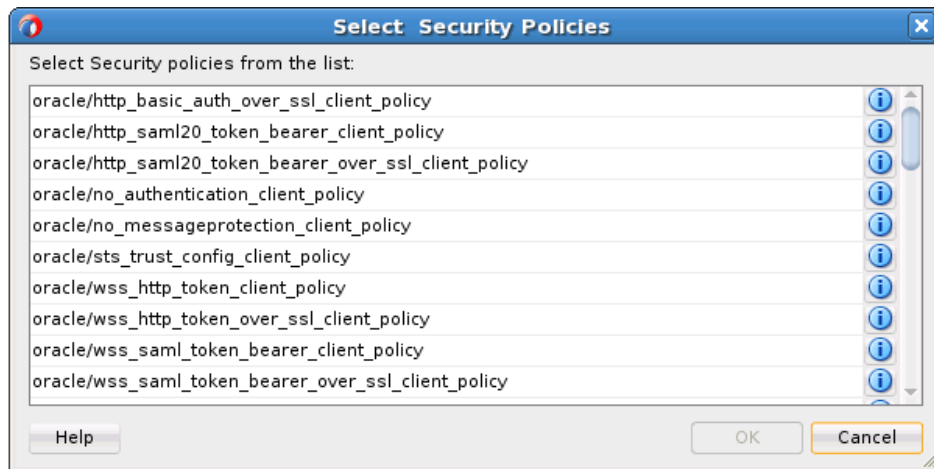 Select Security Policies
Select Security policies from the list:
oracle/http_basic_auth_over_ssl_client_policy
oracle/http_saml20_token_bearer_client_policy
oracle/http_saml20_token_bearer_over_ssl_client_policy
oracle/no_authentication_client_policy
oracle/no_messageprotection_client_policy
oracle/sts_trust_config_client_policy
oracle/wss_http_token_client_policy
oracle/wss_http_token_over_ssl_client_policy
oracle/wss_saml_token_bearer_client_policy
oracle/wss_saml_token_bearer_over_ssl_client_policy
Help OK Cancel